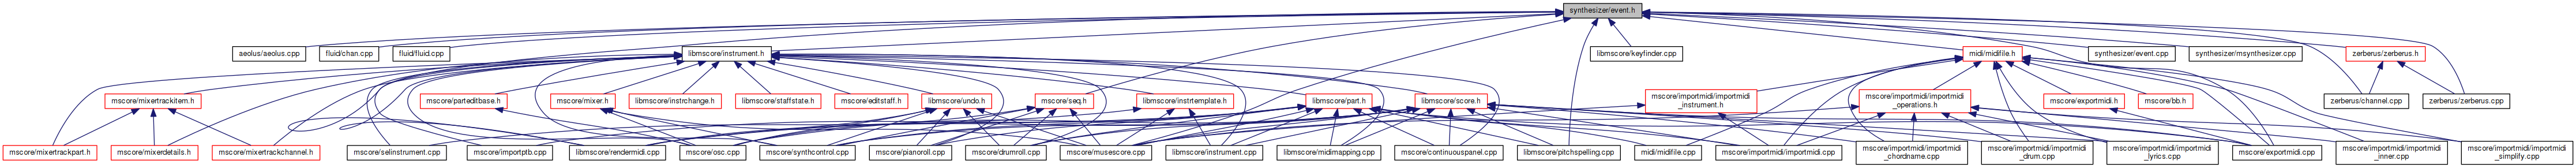 synthesizer/event.h
aeolus/aeolus.cpp
fluid/chan.cpp
fluid/fluid.cpp
libmscore/instrument.h
libmscore/keyfinder.cpp
midi/midifile.h
synthesizer/event.cpp
synthesizer/msynthesizer.cpp
zerberus/zerberus.h
mscore/mixertrackitem.h
mscore/parteditbase.h
mscore/mixer.h
libmscore/instrchange.h
libmscore/staffstate.h
mscore/editstaff.h
libmscore/undo.h
mscore/seq.h
libmscore/instrtemplate.h
libmscore/part.h
libmscore/score.h
mscore/importmidi/importmidi
_instrument.h
mscore/importmidi/importmidi
_operations.h
mscore/exportmidi.h
mscore/bb.h
zerberus/channel.cpp
zerberus/zerberus.cpp
mscore/mixertrackpart.h
mscore/mixerdetails.h
mscore/mixertrackchannel.h
mscore/selinstrument.cpp
mscore/importptb.cpp
libmscore/rendermidi.cpp
mscore/osc.cpp
mscore/synthcontrol.cpp
mscore/pianoroll.cpp
mscore/drumroll.cpp
mscore/musescore.cpp
libmscore/instrument.cpp
libmscore/midimapping.cpp
mscore/continuouspanel.cpp
libmscore/pitchspelling.cpp
midi/midifile.cpp
mscore/importmidi/importmidi.cpp
mscore/importmidi/importmidi
_chordname.cpp
mscore/importmidi/importmidi
_drum.cpp
mscore/importmidi/importmidi
_lyrics.cpp
mscore/exportmidi.cpp
mscore/importmidi/importmidi
_inner.cpp
mscore/importmidi/importmidi
_simplify.cpp